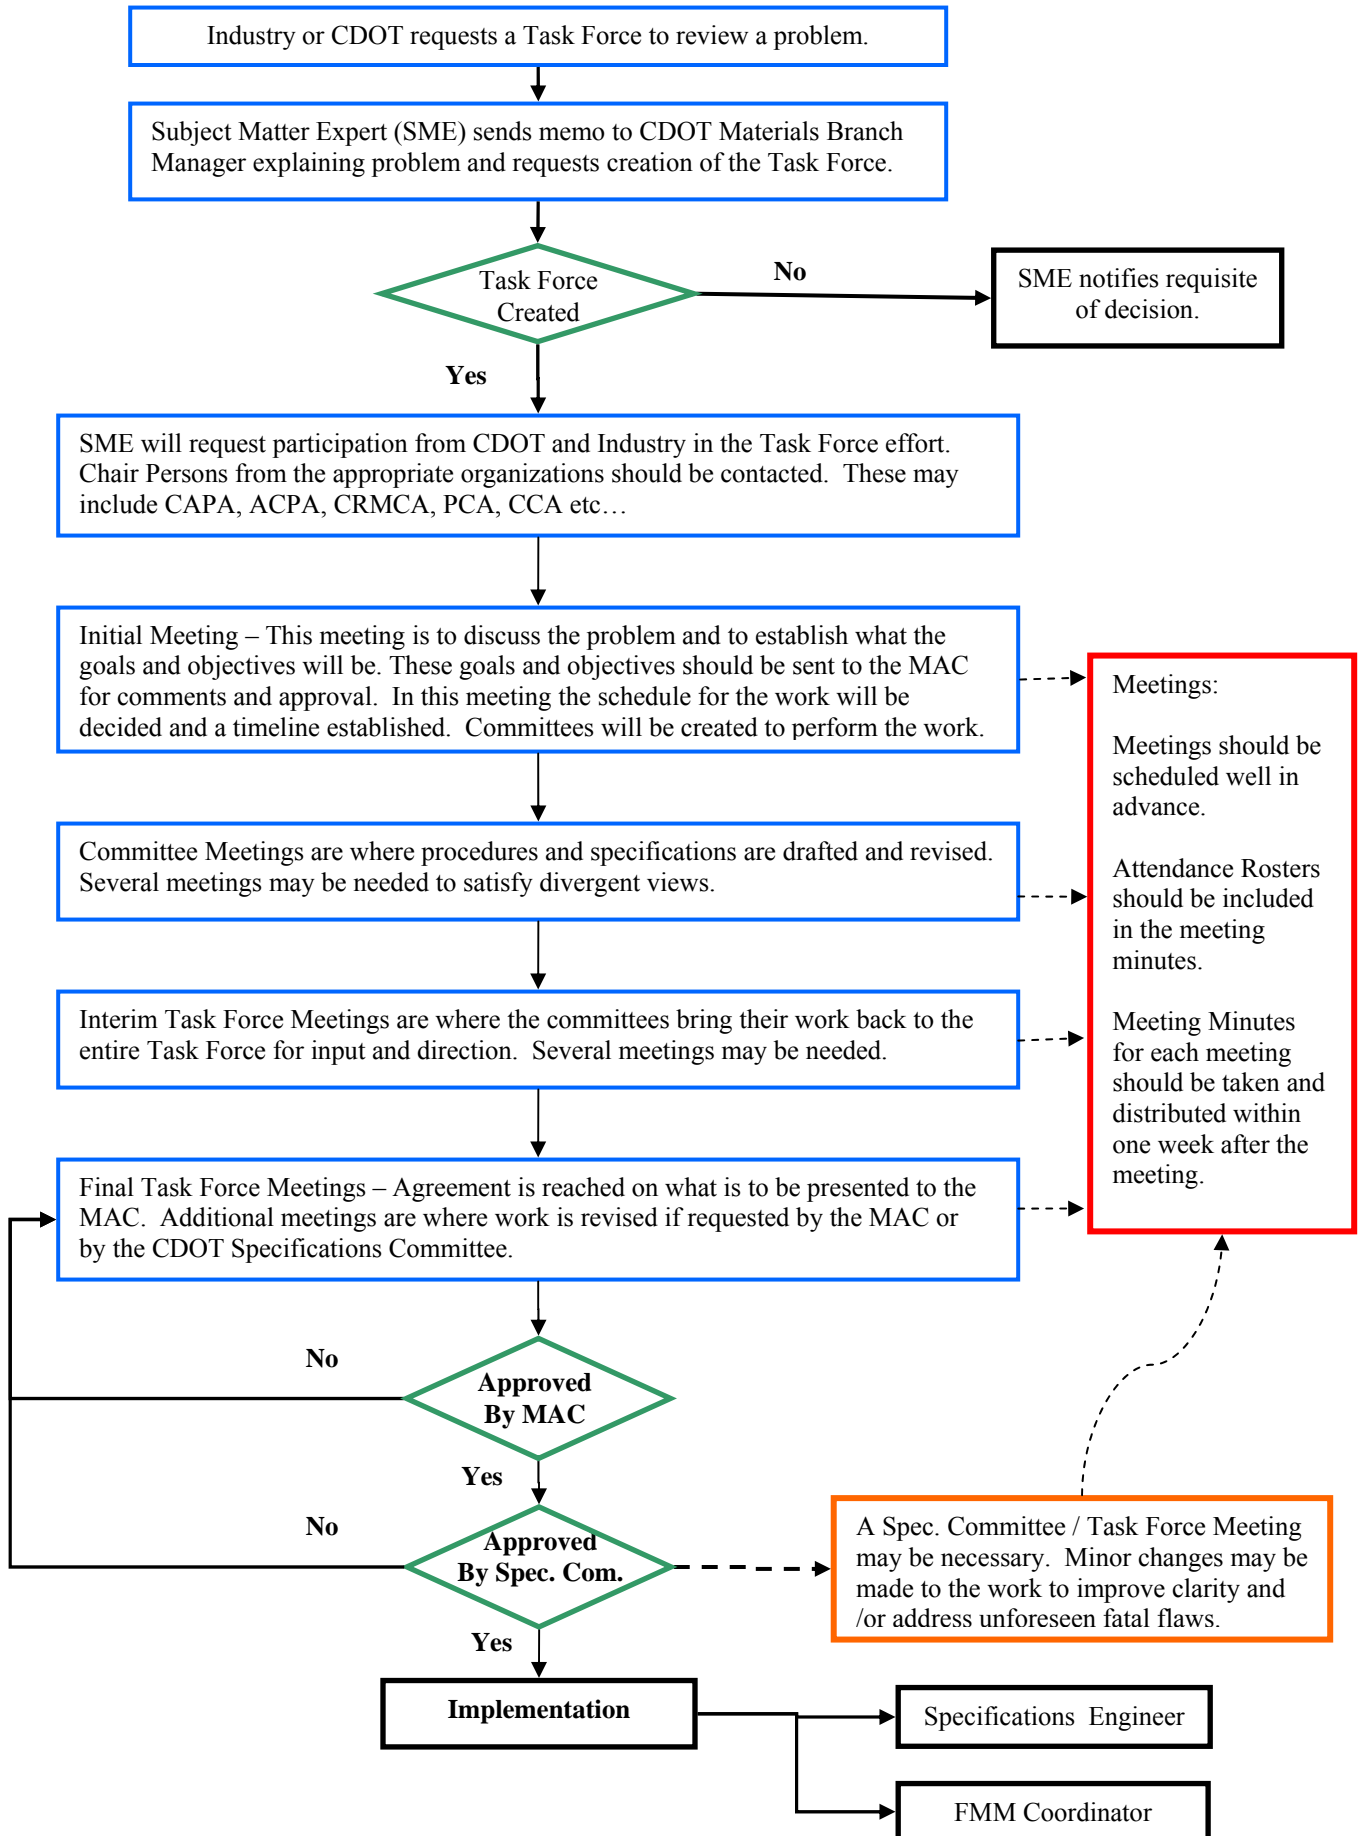 Industry or CDOT requests a Task Force to review a problem.
Subject Matter Expert (SME) sends memo to CDOT Materials Branch
Manager explaining problem and requests creation of the Task Force.
Task Force
Created
No
SME notifies requisite
of decision.
Yes
SME will request participation from CDOT and Industry in the Task Force effort.
Chair Persons from the appropriate organizations should be contacted.  These may
include CAPA, ACPA, CRMCA, PCA, CCA etc…
Initial Meeting – This meeting is to discuss the problem and to establish what the
goals and objectives will be. These goals and objectives should be sent to the MAC
for comments and approval.  In this meeting the schedule for the work will be
decided and a timeline established.  Committees will be created to perform the work.
Meetings:
Meetings should be
scheduled well in
advance.
Attendance Rosters
should be included
in the meeting
minutes.
Meeting Minutes
for each meeting
should be taken and
distributed within
one week after the
meeting.
Committee Meetings are where procedures and specifications are drafted and revised.
Several meetings may be needed to satisfy divergent views.
Interim Task Force Meetings are where the committees bring their work back to the
entire Task Force for input and direction.  Several meetings may be needed.
Final Task Force Meetings – Agreement is reached on what is to be presented to the
MAC.  Additional meetings are where work is revised if requested by the MAC or
by the CDOT Specifications Committee.
No
Approved
By MAC
Yes
No
Approved
By Spec. Com.
A Spec. Committee / Task Force Meeting
may be necessary.  Minor changes may be
made to the work to improve clarity and
/or address unforeseen fatal flaws.
Yes
Implementation
Specifications  Engineer
FMM Coordinator